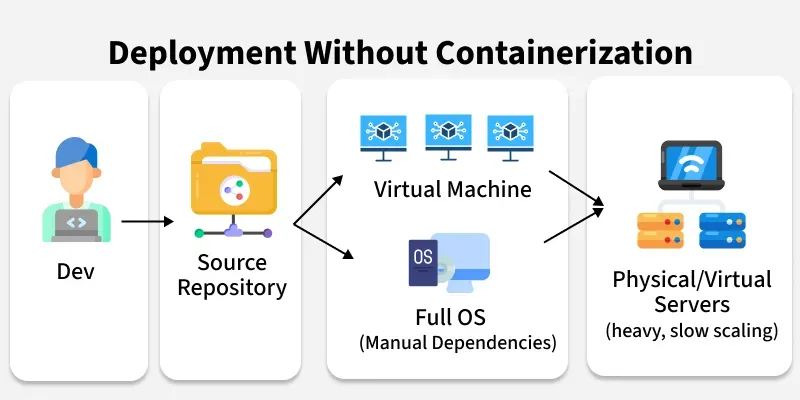 Deployment Without Containerization
Dev
Source
Repository
Virtual Machine
OS
Full OS
(Manual Dependencies)
Physical/Virtual
Servers
(heavy, slow scaling)